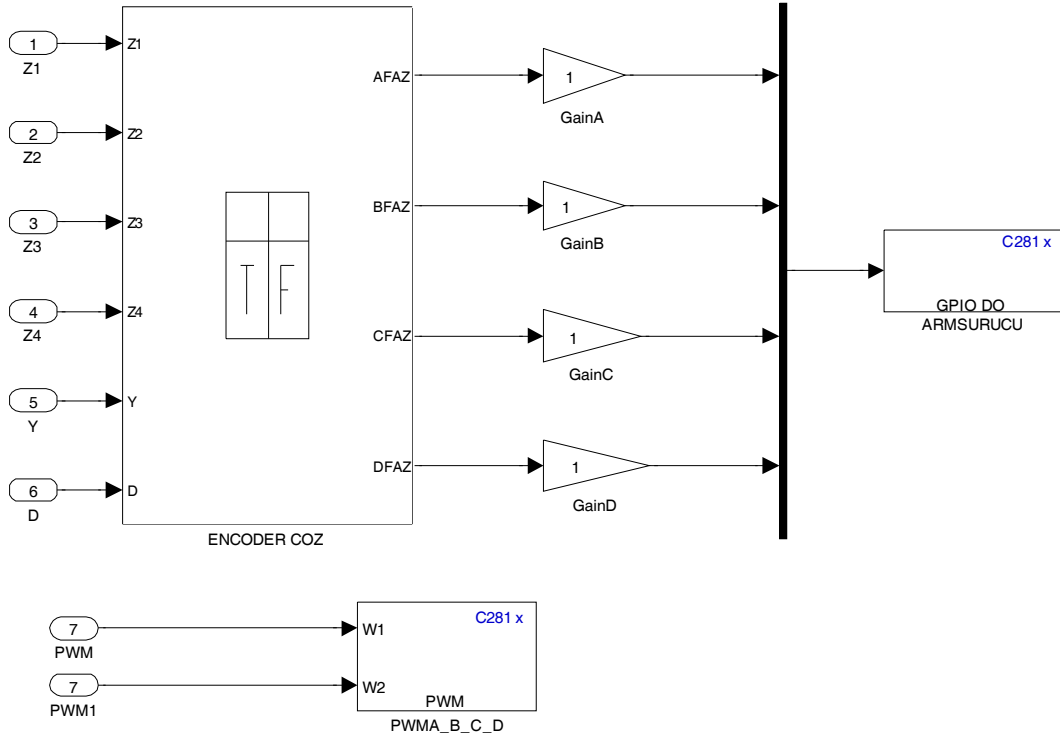 1
Z1
Z1
2
Z2
Z2
3
Z3
Z3
4
Z4
Z4
5
Y
Y
6
D
D
T F
AFAZ
BFAZ
CFAZ
DFAZ
ENCODER COZ
1
GainA
1
GainB
1
GainC
1
GainD
C281x
GPIO DO
ARMSURUCU
7
PWM
7
PWM1
W1
W2
C281x
PWM
PWMA_B_C_D